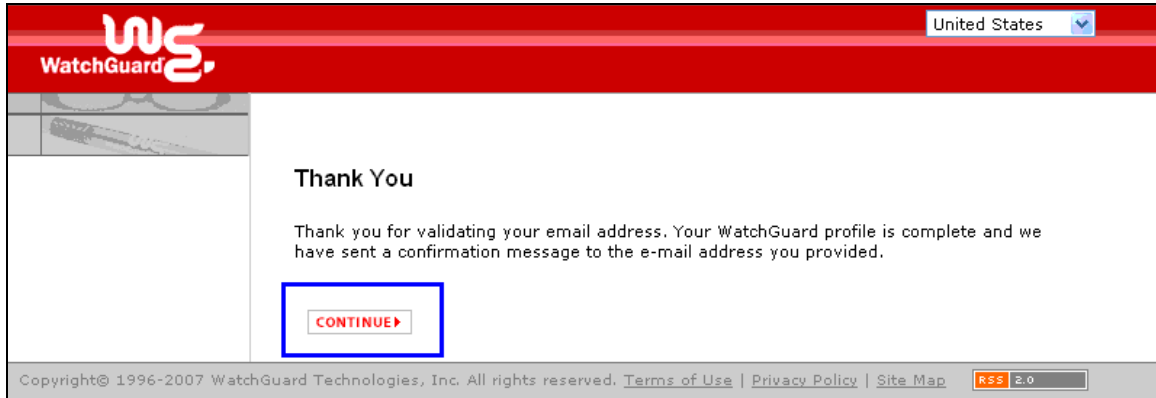 United States
WatchGuard
Thank You
Thank you for validating your email address. Your WatchGuard profile is complete and we
have sent a confirmation message to the e-mail address you provided.
CONTINUE
Copyright© 1996-2007 WatchGuard Technologies, Inc. All rights reserved. Terms of Use | Privacy Policy | Site Map RSS 2.0